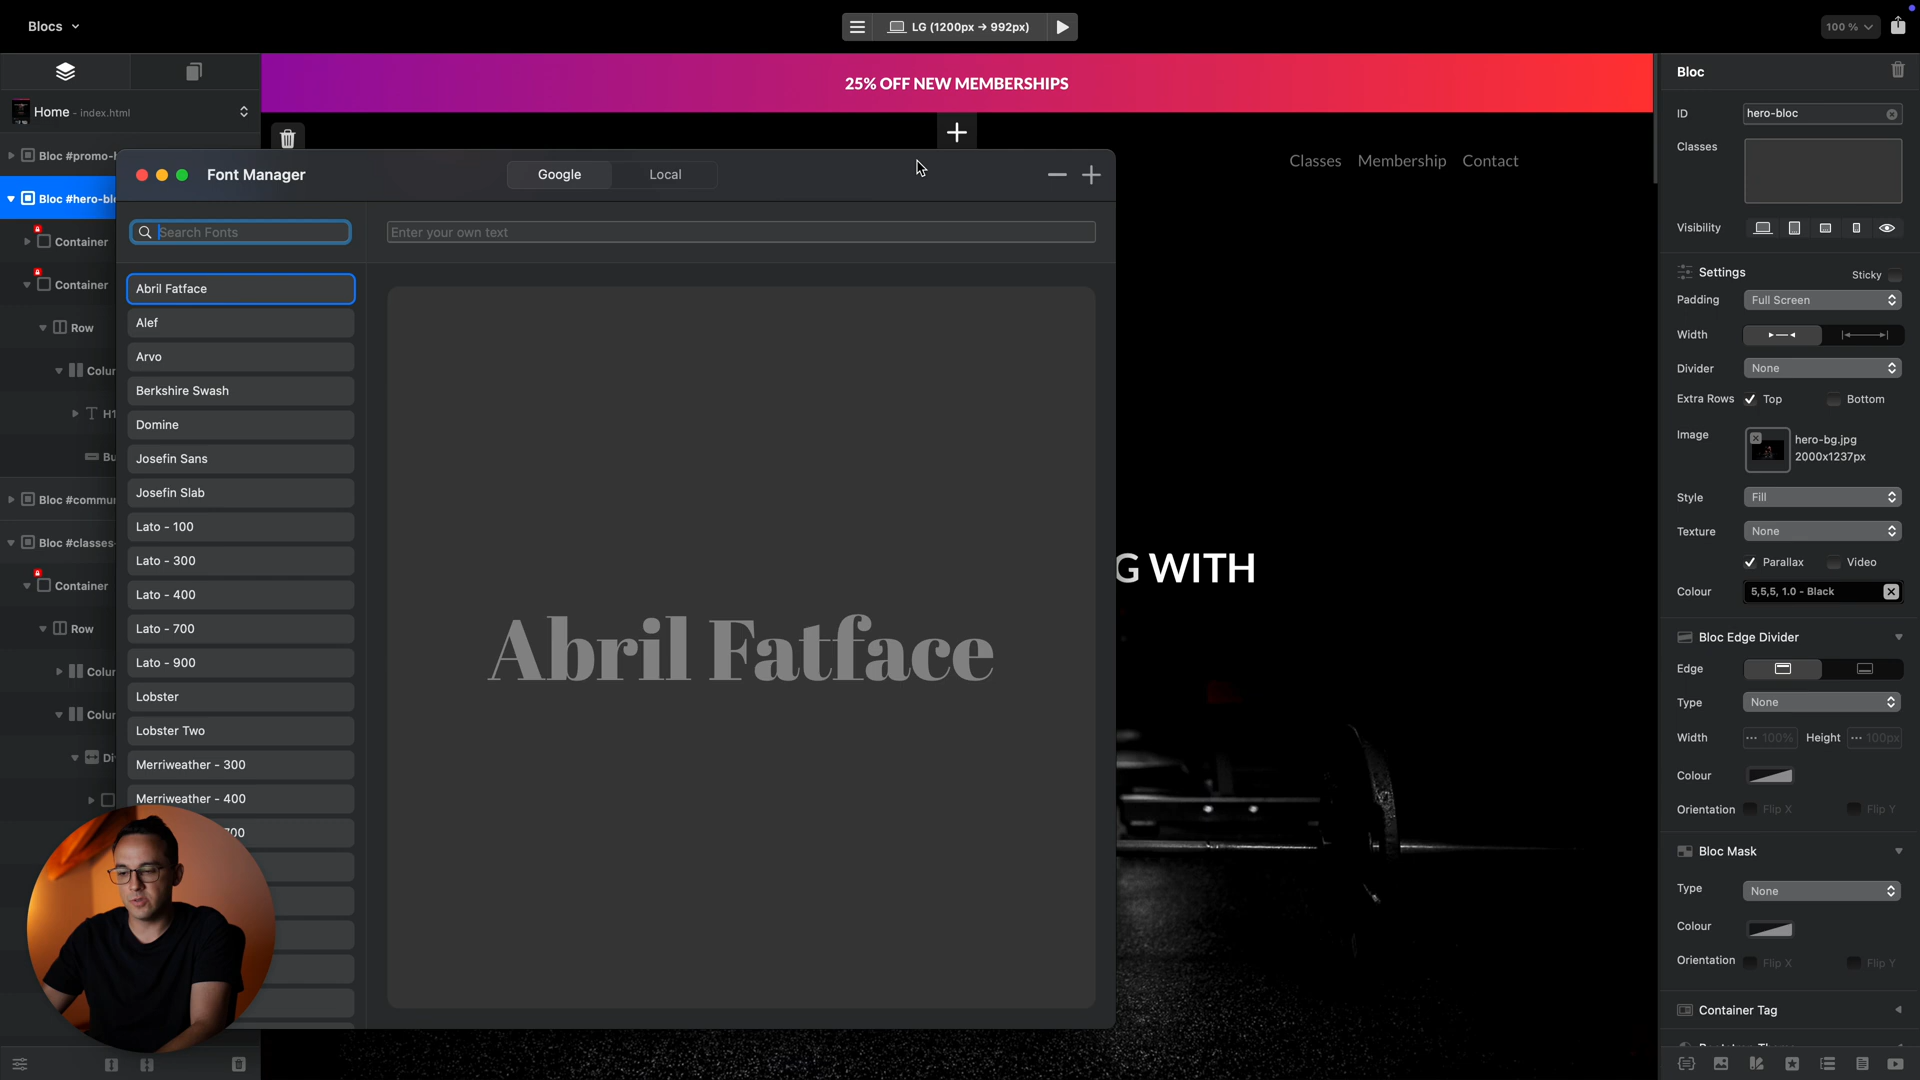 Blocs
LG (1200px → 992px)
100 %
Home - index.html
Bloc #promo-
Bloc #hero-blo
Container
Container
Row
Colu
H1
Bu
Bloc #commu
Bloc #classes-
Container
Row
Colu
Colu
Di
25% OFF NEW MEMBERSHIPS
Classes Membership Contact
G WITH
Font Manager
Google
Local
Search Fonts
Enter your own text
Abril Fatface
Alef
Arvo
Berkshire Swash
Domine
Josefin Sans
Josefin Slab
Lato - 100
Lato - 300
Lato - 400
Lato - 700
Lato - 900
Lobster
Lobster Two
Merriweather - 300
Merriweather - 400
700
Abril Fatface
Bloc
ID hero-bloc
Classes
Visibility
Settings Sticky
Padding Full Screen
Width
Divider None
Extra Rows Top Bottom
Image hero-bg.jpg
2000x1237px
Style Fill
Texture None
Parallax Video
Colour 5,5,5, 1.0 - Black
Bloc Edge Divider
Edge
Type None
Width ... 100% Height ... 100px
Colour
Orientation Flip X Flip Y
Bloc Mask
Type None
Colour
Orientation Flip X Flip Y
Container Tag